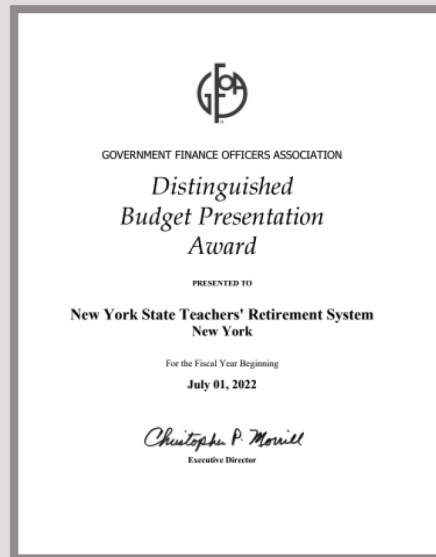 GFOA
GOVERNMENT FINANCE OFFICERS ASSOCIATION
Distinguished
Budget Presentation
Award
PRESENTED TO
New York State Teachers' Retirement System
New York
For the Fiscal Year Beginning
July 01, 2022
Christopher P. Morrill
Executive Director